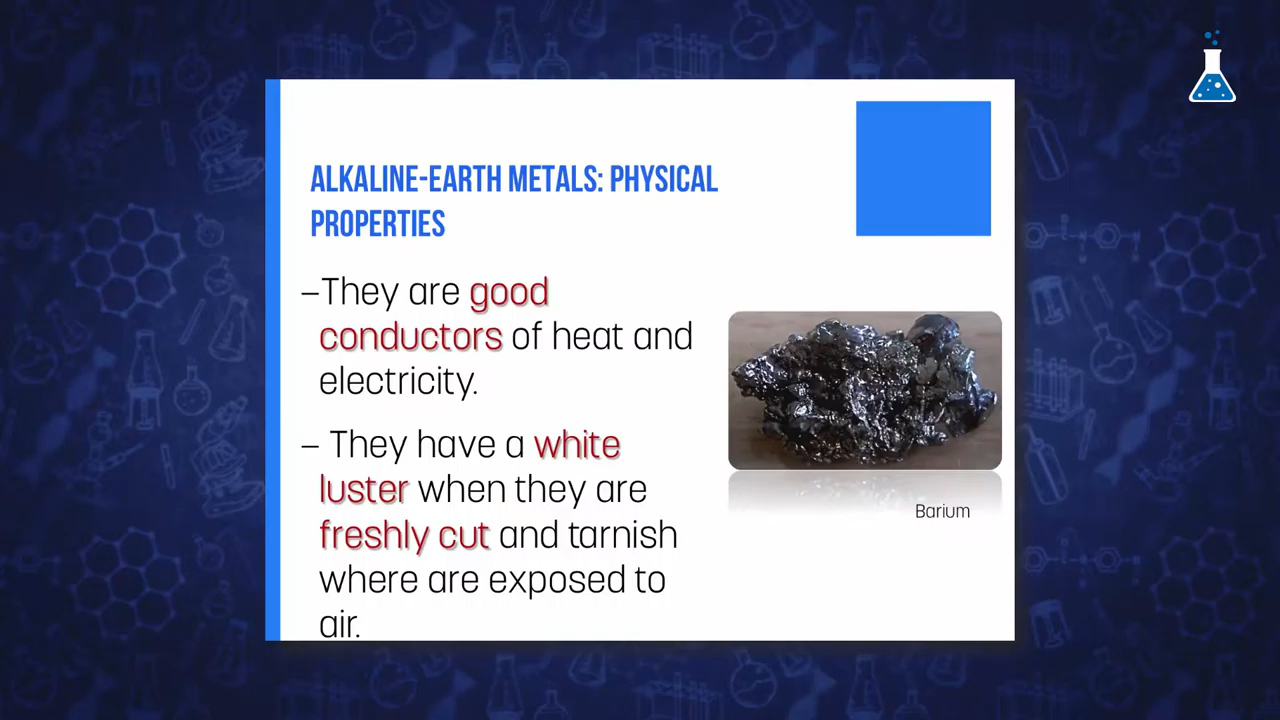 ALKALINE-EARTH METALS: PHYSICAL
PROPERTIES
–They are good
conductors of heat and
electricity.
– They have a white
luster when they are
freshly cut and tarnish
where are exposed to
air.
Barium